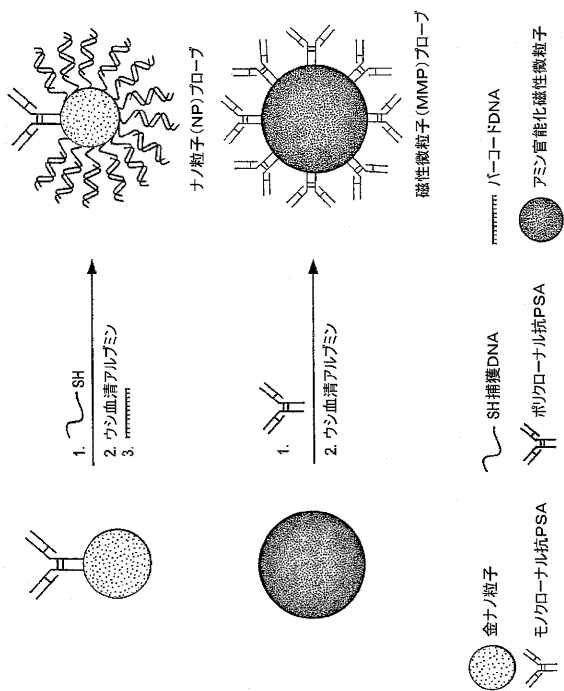 1. SH
2. ウシ血清アルブミン
3.
ナノ粒子(NP)プローブ
1.
2. ウシ血清アルブミン
磁性微粒子(MMP)プローブ
金ナノ粒子
SH捕獲DNA
バーコードDNA
モノクローナル抗PSA
ポリクローナル抗PSA
アミン官能化磁性微粒子